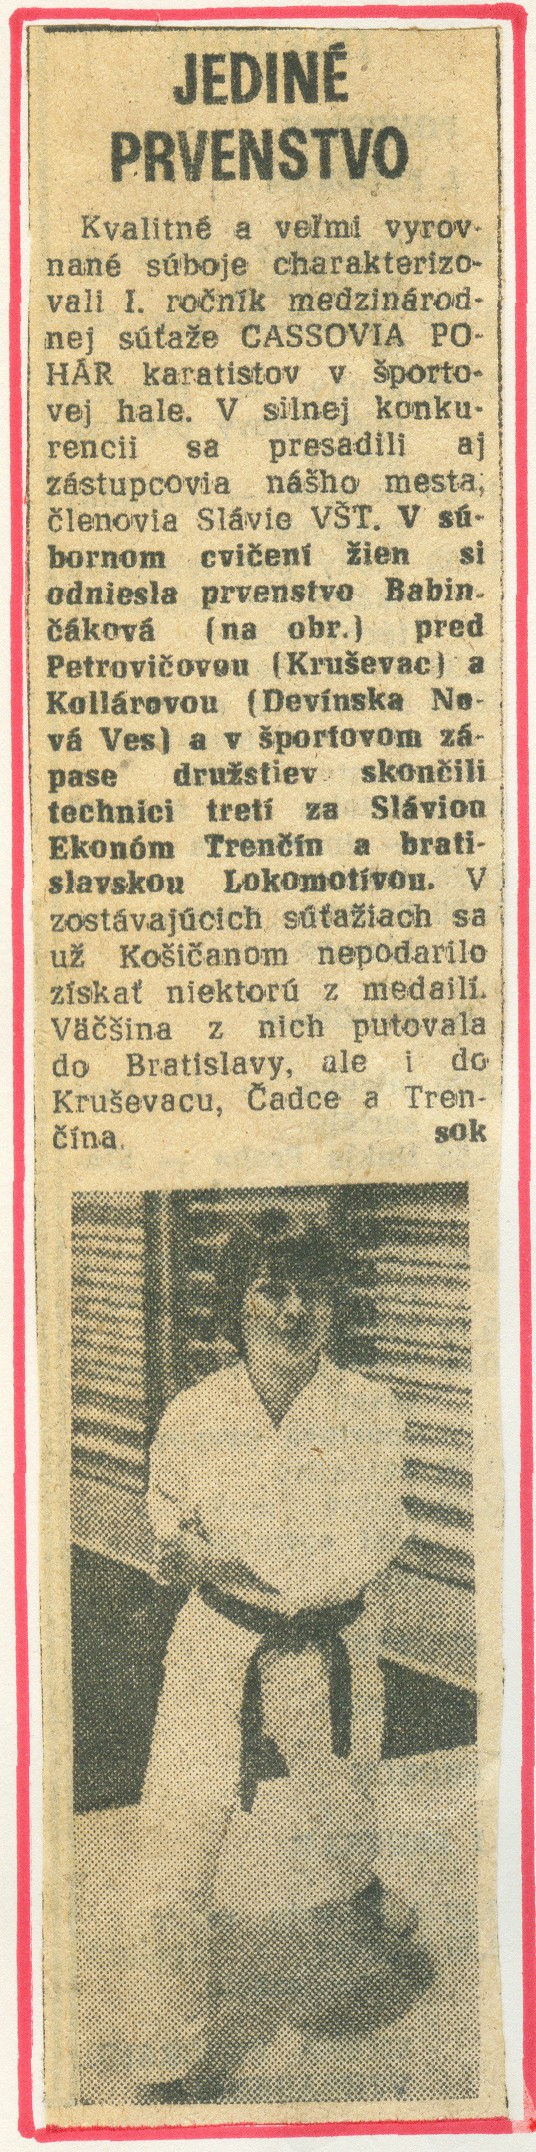 JEDINÉ
PRVENSTVO
Kvalitné a veľmi vyrov-
nané súboje charakterizo-
vali I. ročník medzinárod-
nej súťaže CASSOVIA PO-
HÁR karatistov v športo-
vej hale. V silnej konku-
rencii sa presadili aj
zástupcovia nášho mesta,
členovia Slávie VŠT. V sú-
bornom cvičení žien si
odniesla prvenstvo Babin-
čáková (na obr.) pred
Petrovičovou (Kruševac) a
Kollárovou (Devínska No-
vá Ves) a v športovom zá-
pase družstiev skončili
technici tretí za Sláviou
Ekonóm Trenčín a brati-
slavskou Lokomotívou. V
zostávajúcich súťažiach sa
už Košičanom nepodarilo
získať niektorú z medailí.
Väčšina z nich putovala
do Bratislavy, ale i do
Kruševacu, Čadce a Tren-
čína. sok